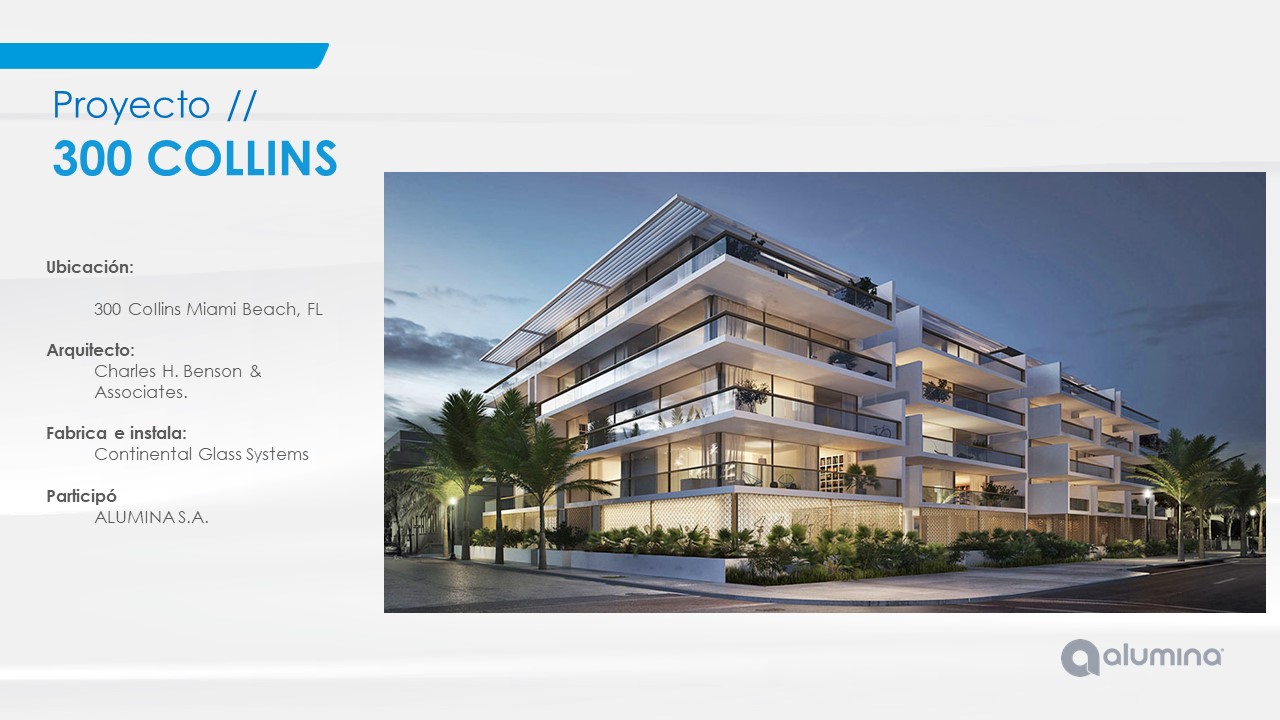 Proyecto //
300 COLLINS
Ubicación:
300 Collins Miami Beach, FL
Arquitecto:
Charles H. Benson &
Associates.
Fabrica e instala:
Continental Glass Systems
Participó
ALUMINA S.A.
alumina